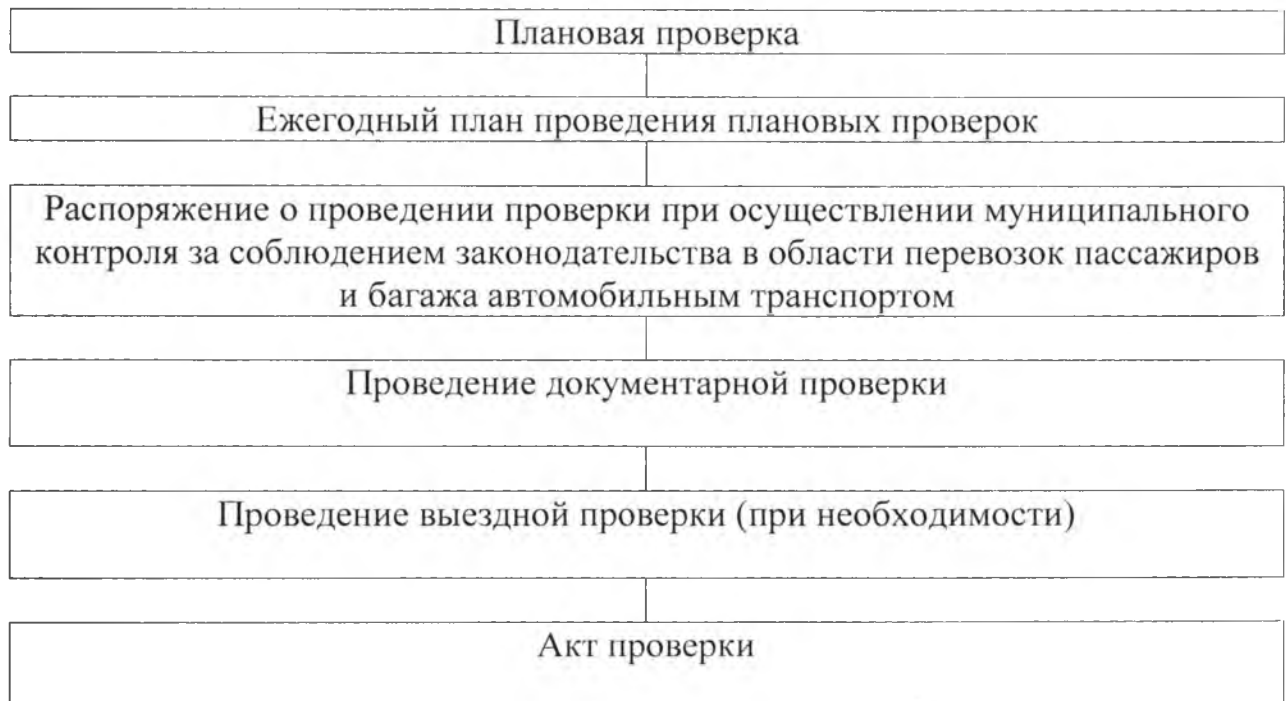 Плановая проверка
Ежегодный план проведения плановых проверок
Распоряжение о проведении проверки при осуществлении муниципального
контроля за соблюдением законодательства в области перевозок пассажиров
и багажа автомобильным транспортом
Проведение документарной проверки
Проведение выездной проверки (при необходимости)
Акт проверки